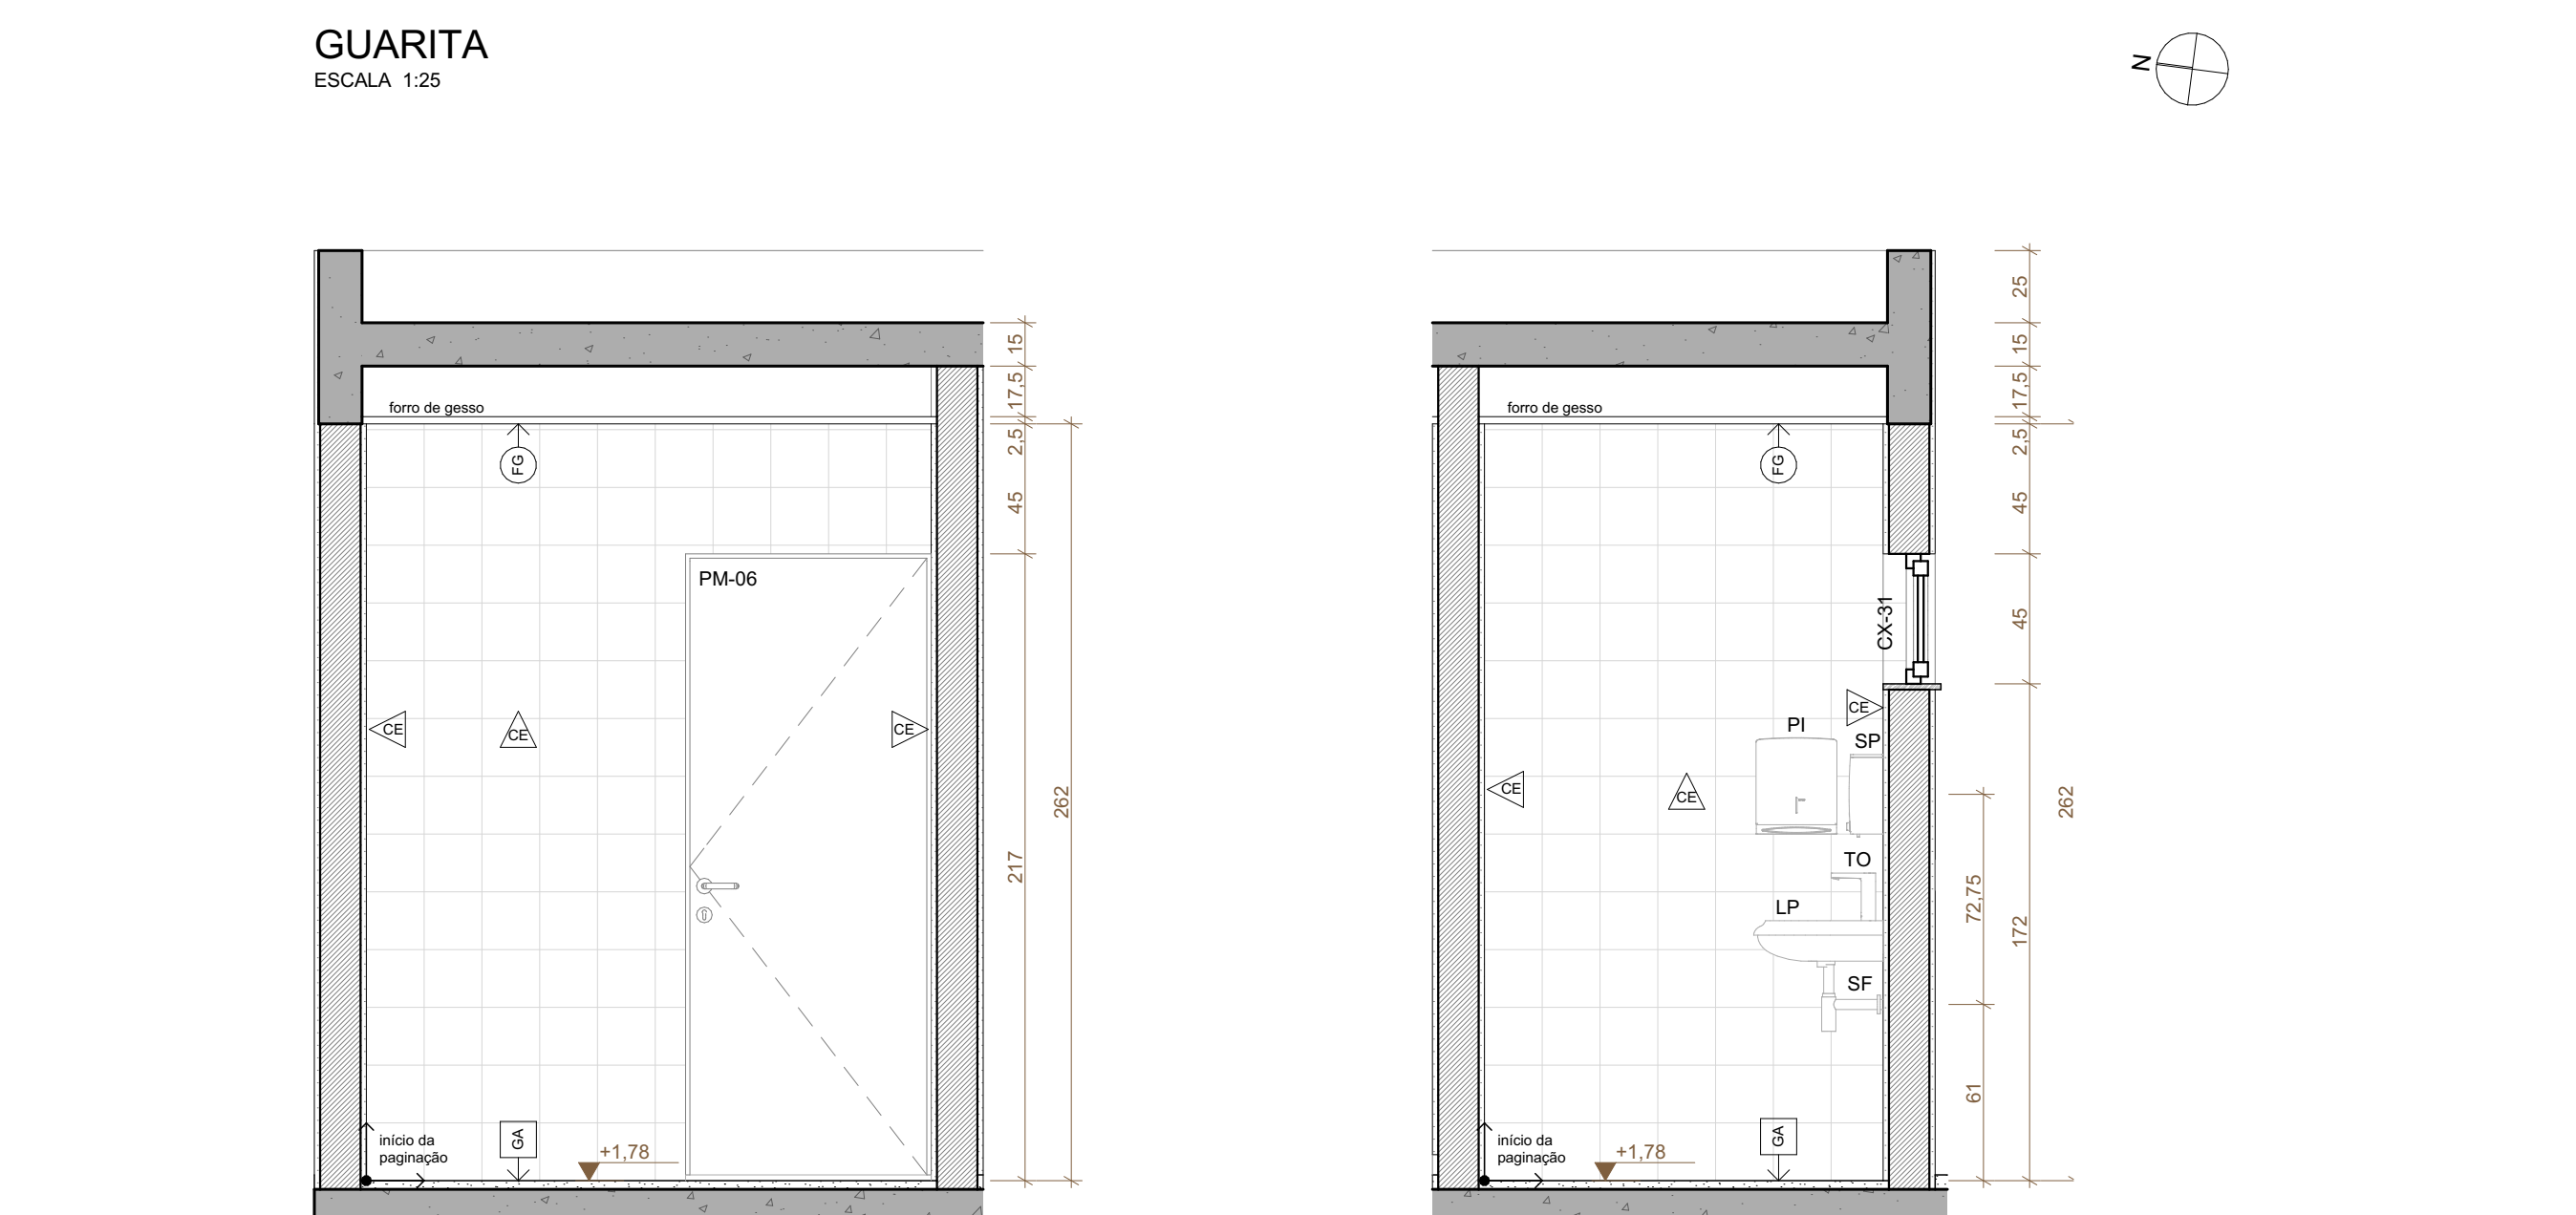 GUARITA
ESCALA 1:25
N
forro de gesso
FG
PM-06
CE
CE
CE
início da
paginação
GA
+1,78
15
17,5
2,5
45
217
262
forro de gesso
FG
CX-31
CE
PI
SP
CE
CE
TO
LP
SF
início da
paginação
GA
+1,78
25
15
17,5
2,5
45
45
172
72,75
61
262